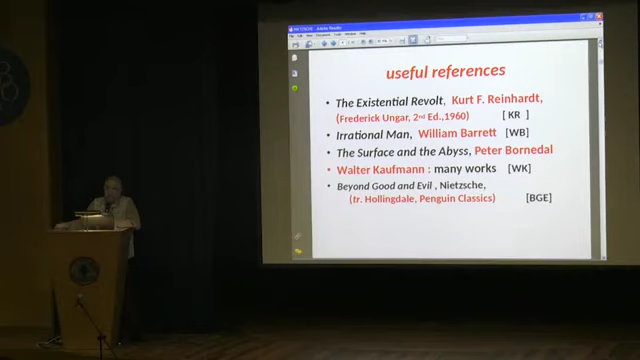 useful references
• The Existential Revolt, Kurt F. Reinhardt,
(Frederick Ungar, 2nd Ed.,1960) [ KR ]
• Irrational Man, William Barrett [WB]
• The Surface and the Abyss, Peter Bornedal
• Walter Kaufmann : many works [WK]
• Beyond Good and Evil , Nietzsche,
(tr. Hollingdale, Penguin Classics) [BGE]